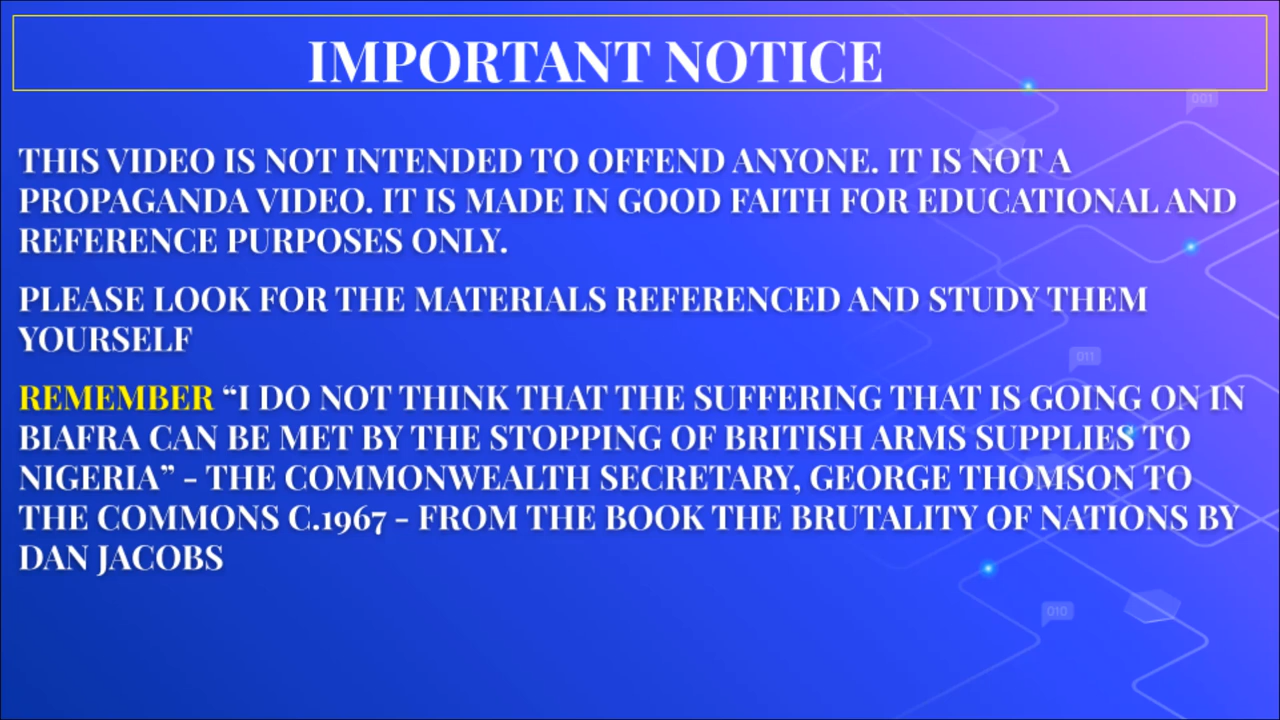 IMPORTANT NOTICE
001
THIS VIDEO IS NOT INTENDED TO OFFEND ANYONE. IT IS NOT A
PROPAGANDA VIDEO. IT IS MADE IN GOOD FAITH FOR EDUCATIONAL AND
REFERENCE PURPOSES ONLY.
PLEASE LOOK FOR THE MATERIALS REFERENCED AND STUDY THEM
YOURSELF
011
REMEMBER “I DO NOT THINK THAT THE SUFFERING THAT IS GOING ON IN
BIAFRA CAN BE MET BY THE STOPPING OF BRITISH ARMS SUPPLIES TO
NIGERIA” – THE COMMONWEALTH SECRETARY, GEORGE THOMSON TO
THE COMMONS C.1967 – FROM THE BOOK THE BRUTALITY OF NATIONS BY
DAN JACOBS
010